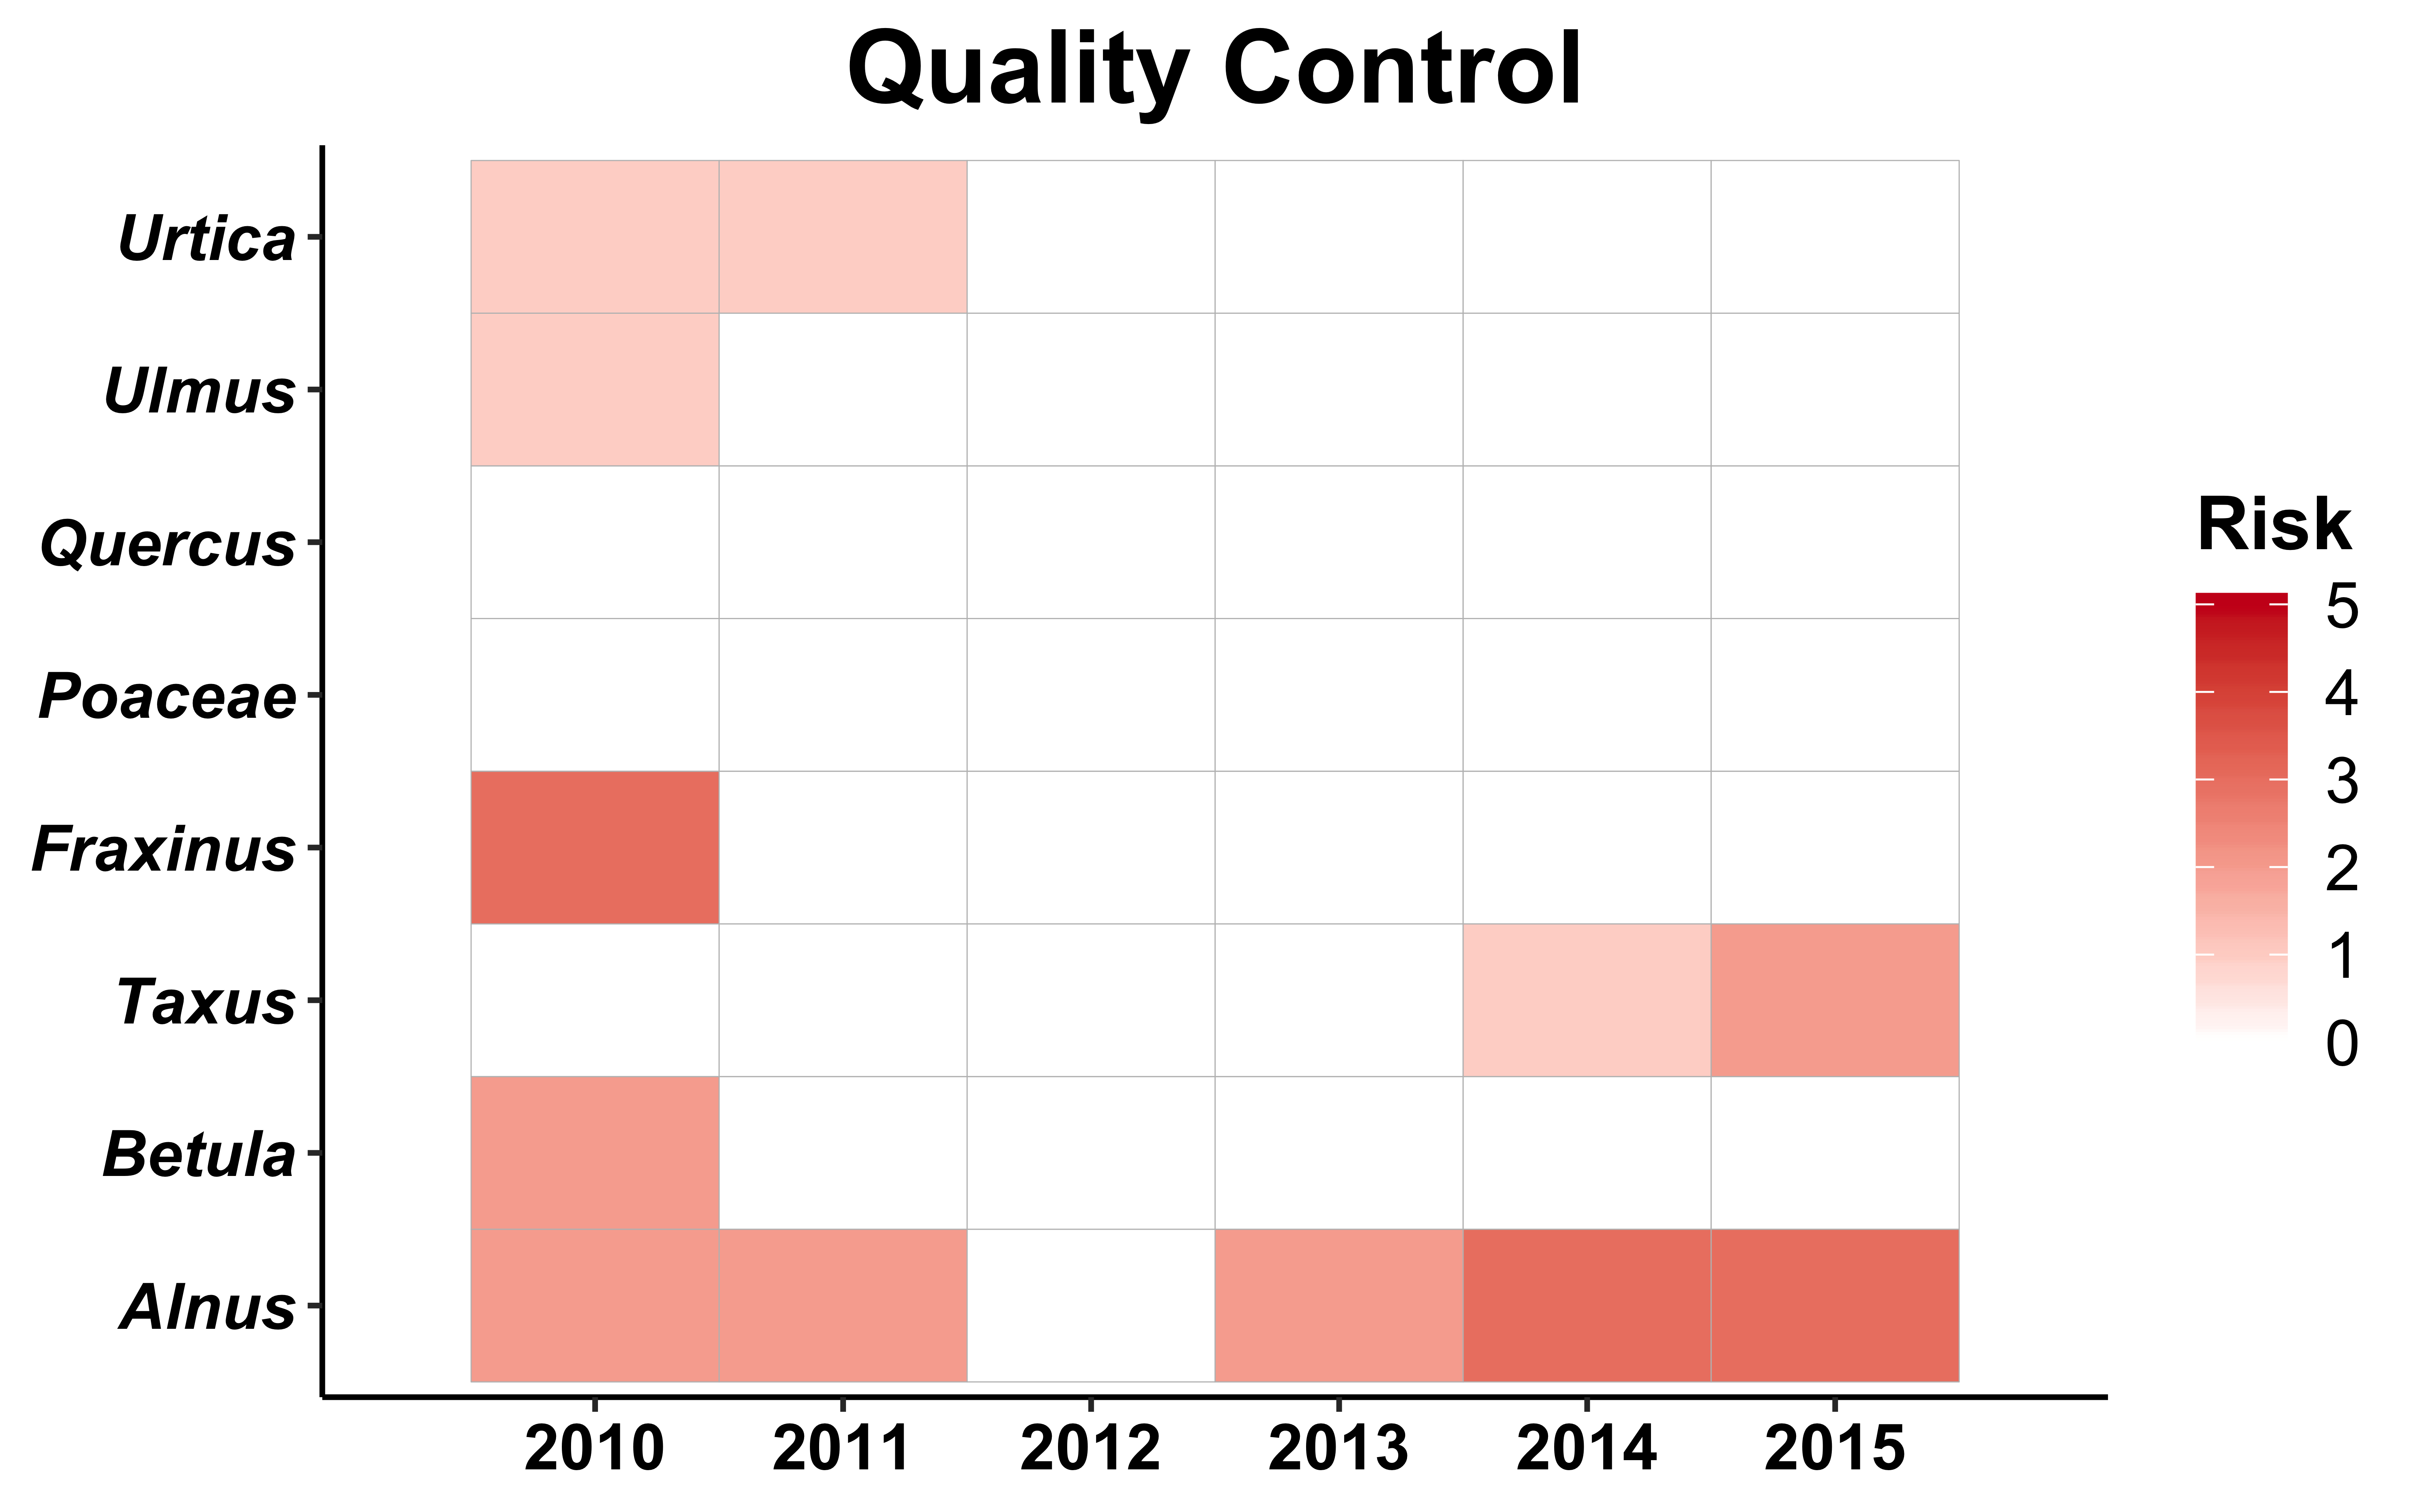 Quality Control
Urtica
Ulmus
Quercus
Poaceae
Fraxinus
Taxus
Betula
Alnus
2010 2011 2012 2013 2014 2015
Risk
5
4
3
2
1
0